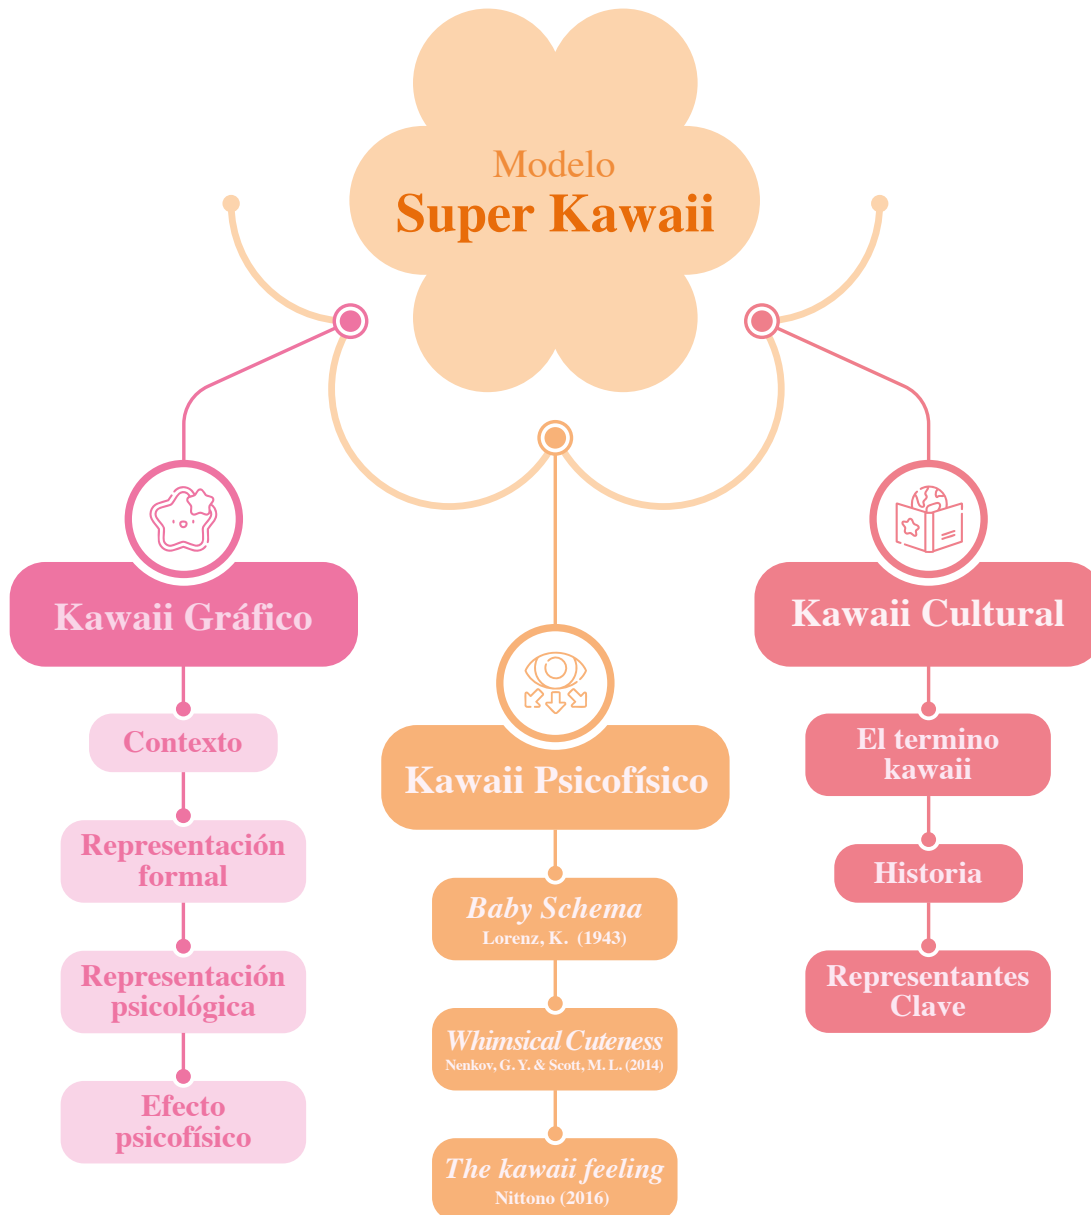 Modelo
Super Kawaii
Kawaii Gráfico
Contexto
Representación
formal
Representación
psicológica
Efecto
psicofísico
Kawaii Psicofísico
Baby Schema
Lorenz, K. (1943)
Whimsical Cuteness
Nenkov, G. Y. & Scott, M. L. (2014)
The kawaii feeling
Nittono (2016)
Kawaii Cultural
El termino
kawaii
Historia
Representantes
Clave